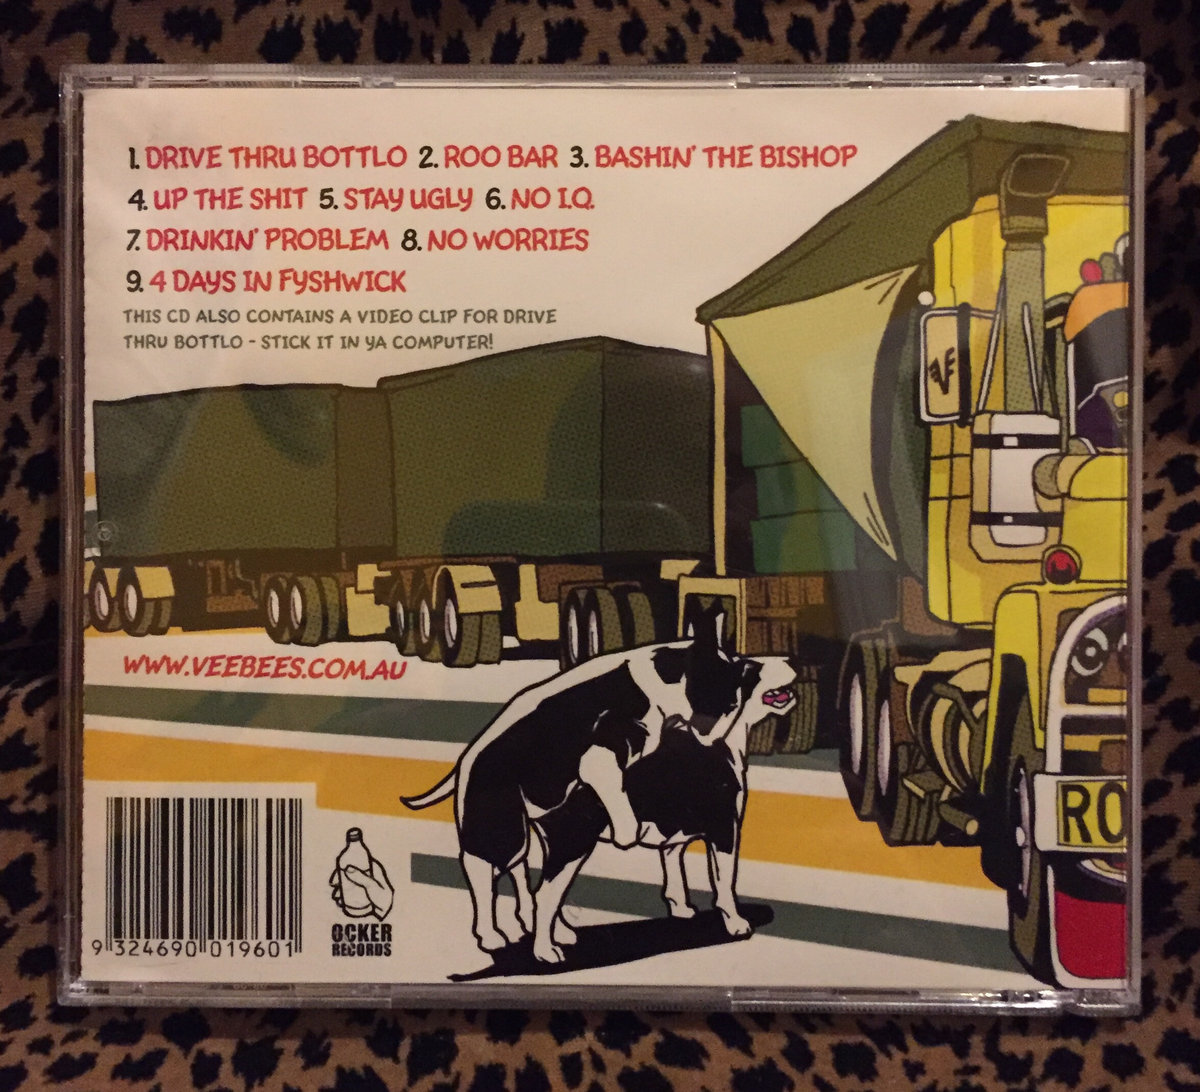 1. DRIVE THRU BOTTLO 2. ROO BAR 3. BASHIN' THE BISHOP
4. UP THE SHIT 5. STAY UGLY 6. NO I.Q.
7. DRINKIN' PROBLEM 8. NO WORRIES
9. 4 DAYS IN FYSHWICK
THIS CD ALSO CONTAINS A VIDEO CLIP FOR DRIVE
THRU BOTTLO - STICK IT IN YA COMPUTER!
WWW.VEEBEES.COM.AU
RO
9 324690 019601
OCKER
RECORDS